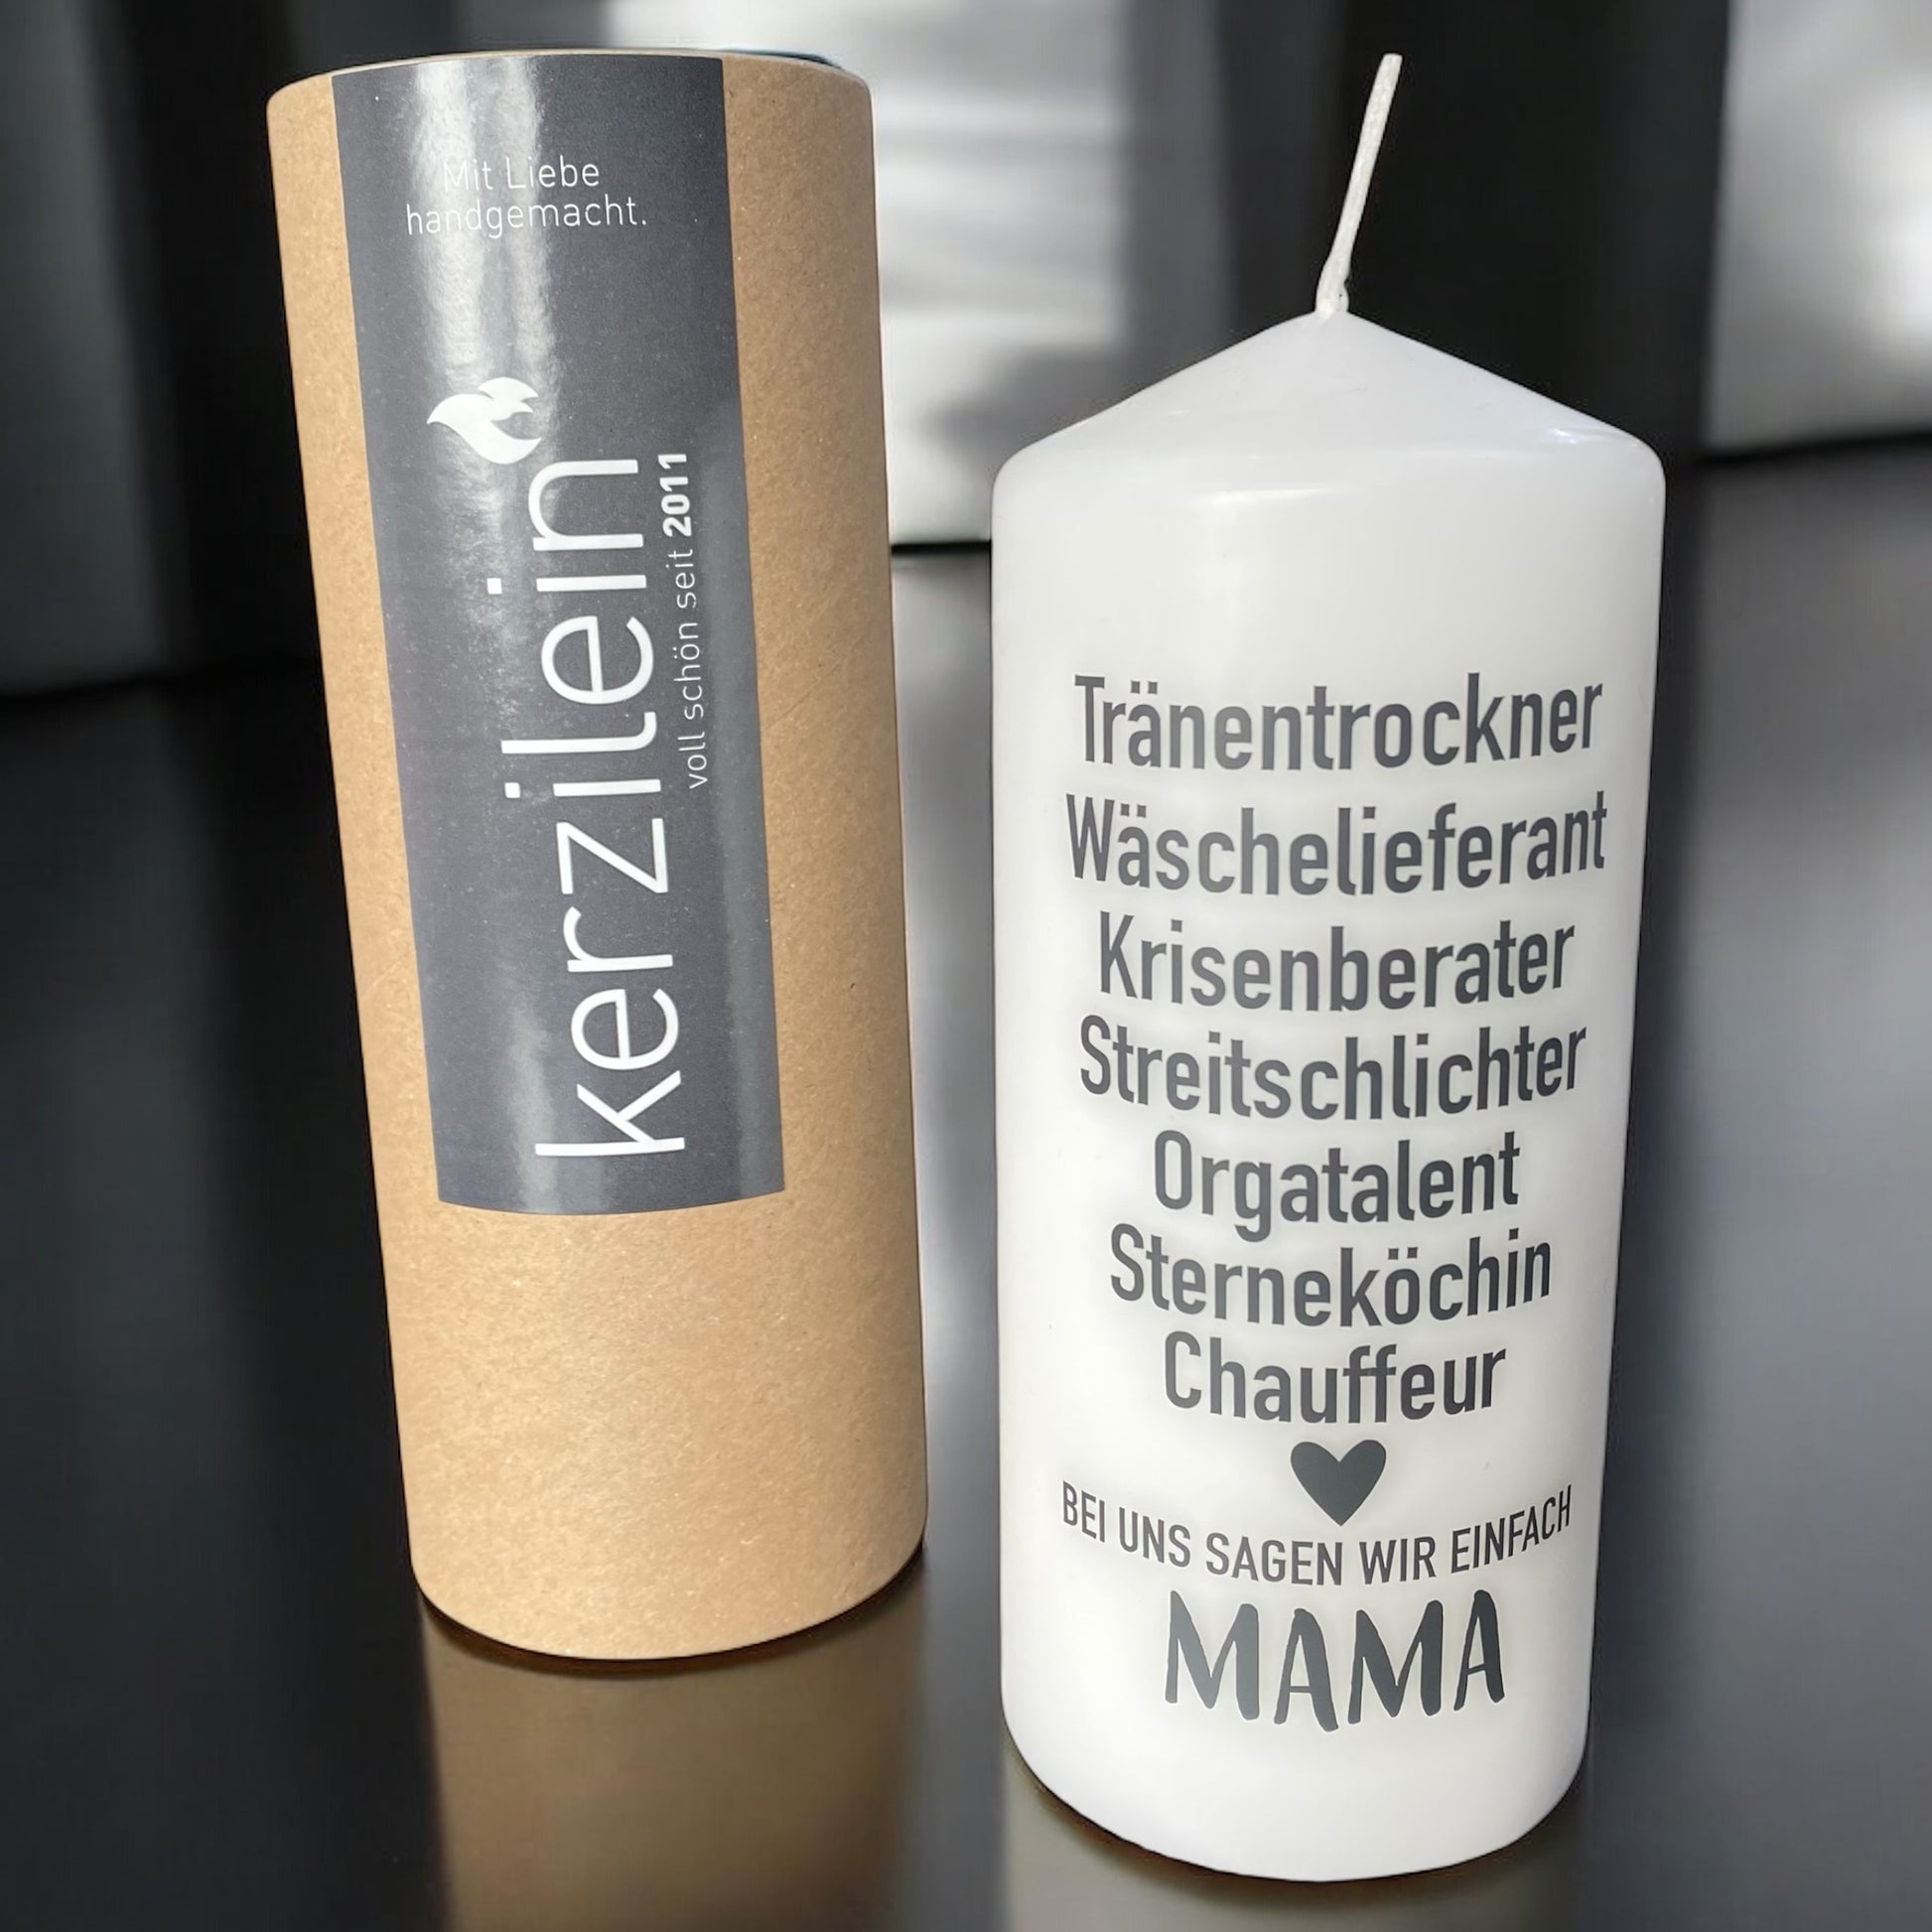 Mit Liebe
handgemacht.
kerzilein
voll schön seit 2011
Tränentrockner
Wäschelieferant
Krisenberater
Streitschlichter
Orgatalent
Sterneköchin
Chauffeur
BEI UNS SAGEN WIR EINFACH
MAMA